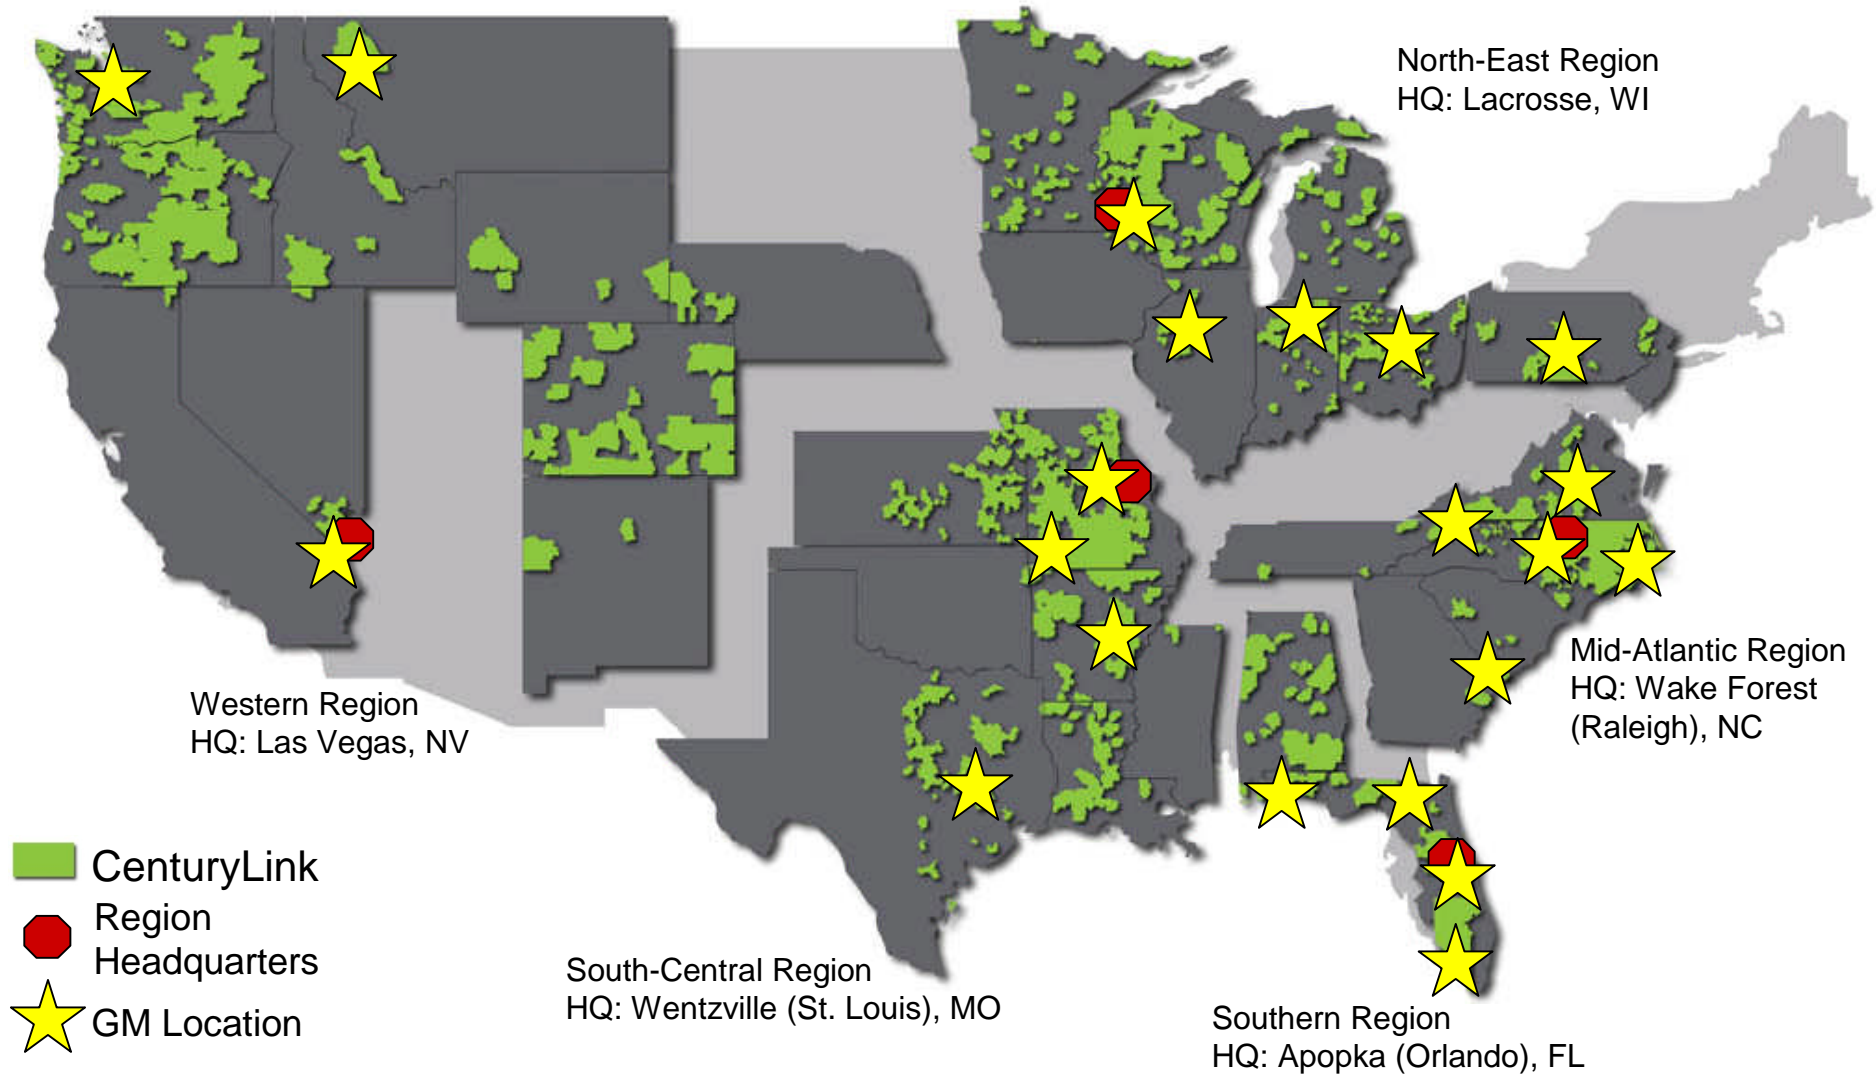 North-East Region
HQ: Lacrosse, WI
Mid-Atlantic Region
HQ: Wake Forest
(Raleigh), NC
Western Region
HQ: Las Vegas, NV
CenturyLink
Region
Headquarters
GM Location
South-Central Region
HQ: Wentzville (St. Louis), MO
Southern Region
HQ: Apopka (Orlando), FL